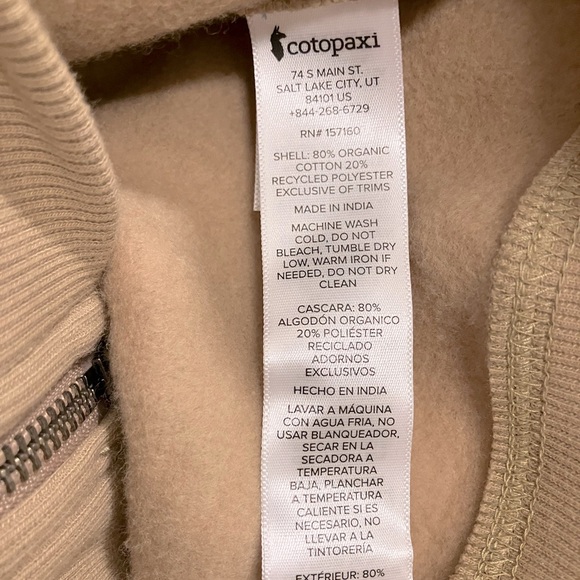 cotopaxi
74 S MAIN ST.
SALT LAKE CITY, UT
84101 US
+844-268-6729
RN# 157160
SHELL: 80% ORGANIC
COTTON 20%
RECYCLED POLYESTER
EXCLUSIVE OF TRIMS
MADE IN INDIA
MACHINE WASH
COLD, DO NOT
BLEACH, TUMBLE DRY
LOW, WARM IRON IF
NEEDED, DO NOT DRY
CLEAN
CASCARA: 80%
ALGODÓN ORGANICO
20% POLIÉSTER
RECICLADO
ADORNOS
EXCLUSIVOS
HECHO EN INDIA
LAVAR A MÁQUINA
CON AGUA FRIA, NO
USAR BLANQUEADOR,
SECAR EN LA
SECADORA A
TEMPERATURA
BAJA, PLANCHAR
A TEMPERATURA
CALIENTE SI ES
NECESARIO, NO
LLEVAR A LA
TINTORERÍA
EXTÉRIEUR: 80%